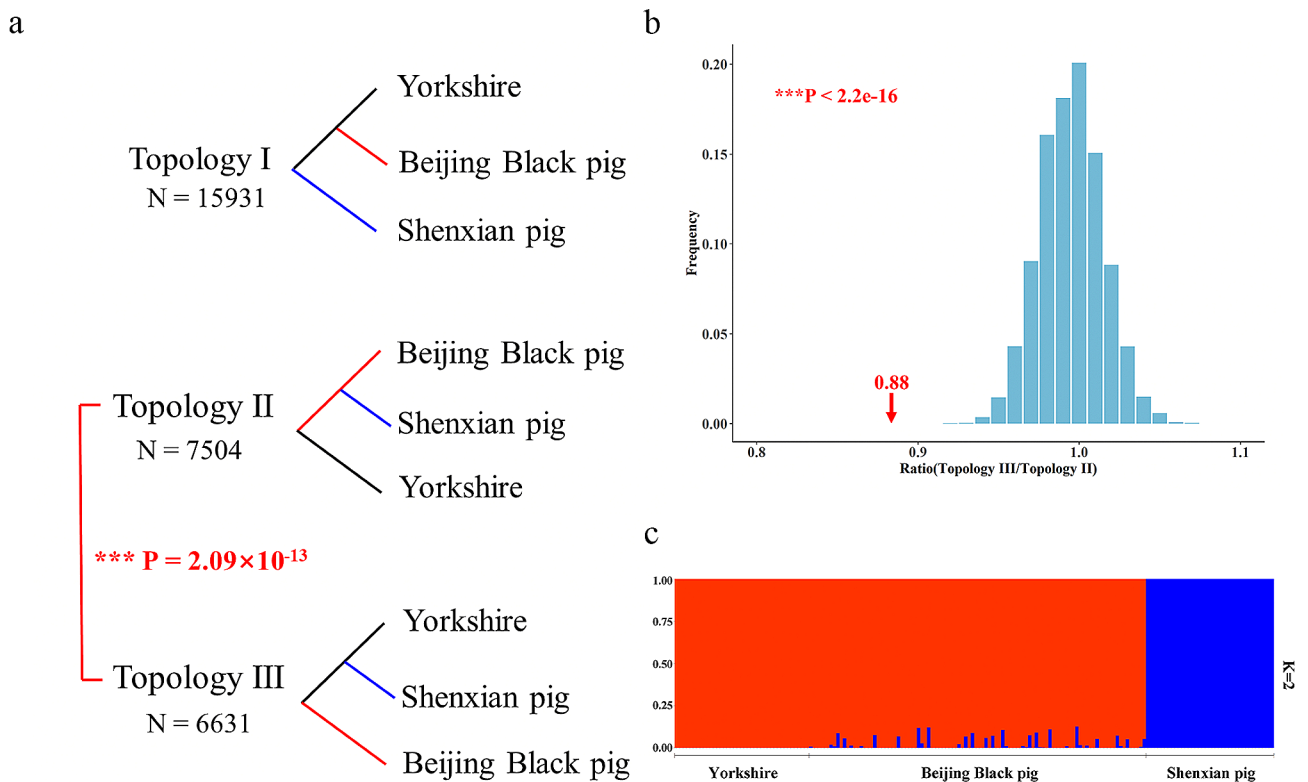 a
Yorkshire
Topology I
N = 15931
Beijing Black pig
Shenxian pig
Beijing Black pig
Topology II
N = 7504
Shenxian pig
Yorkshire
*** P = 2.09×10-13
Yorkshire
Topology III
N = 6631
Shenxian pig
Beijing Black pig
b
0.20
***P < 2.2e-16
0.15
Frequency
0.10
0.05
0.88
0.00
0.8
0.9
1.0
1.1
Ratio(Topology III/Topology II)
c
1.00
0.75
0.50
0.25
0.00
K=2
Yorkshire
Beijing Black pig
Shenxian pig